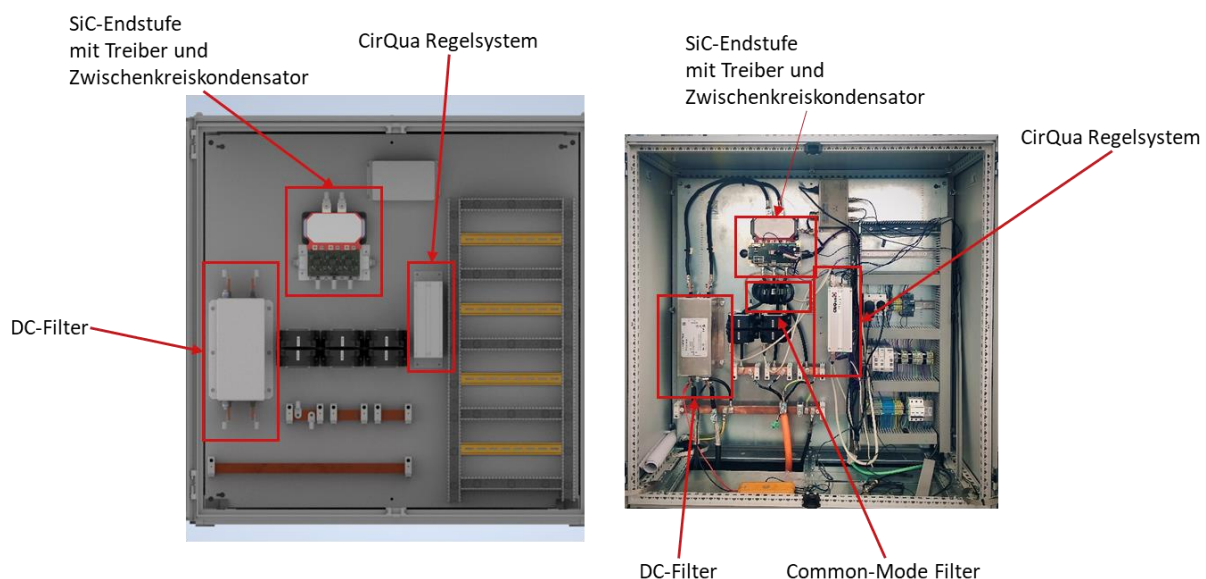 SiC-Endstufe
mit Treiber und
Zwischenkreiskondensator
CirQua Regelsystem
DC-Filter
SiC-Endstufe
mit Treiber und
Zwischenkreiskondensator
CirQua Regelsystem
DC-Filter
Common-Mode Filter